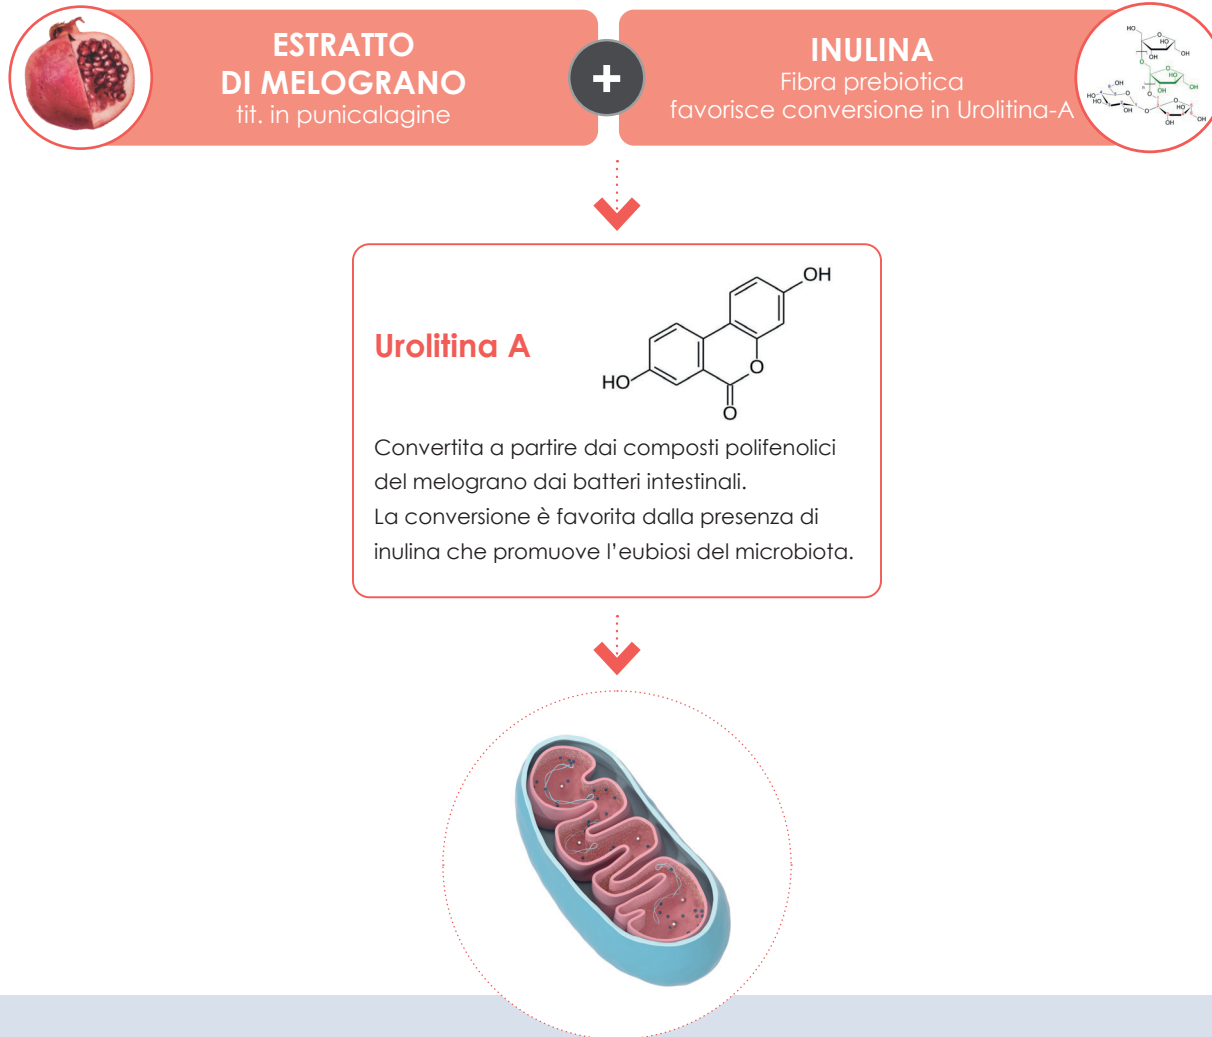 ESTRATTO
DI MELOGRANO
tit. in punicalagine
+
INULINA
Fibra prebiotica
favorisce conversione in Urolitina-A
Urolitina A
OH
HO
O
O
Convertita a partire dai composti polifenolici
del melograno dai batteri intestinali.
La conversione è favorita dalla presenza di
inulina che promuove l'eubiosi del microbiota.